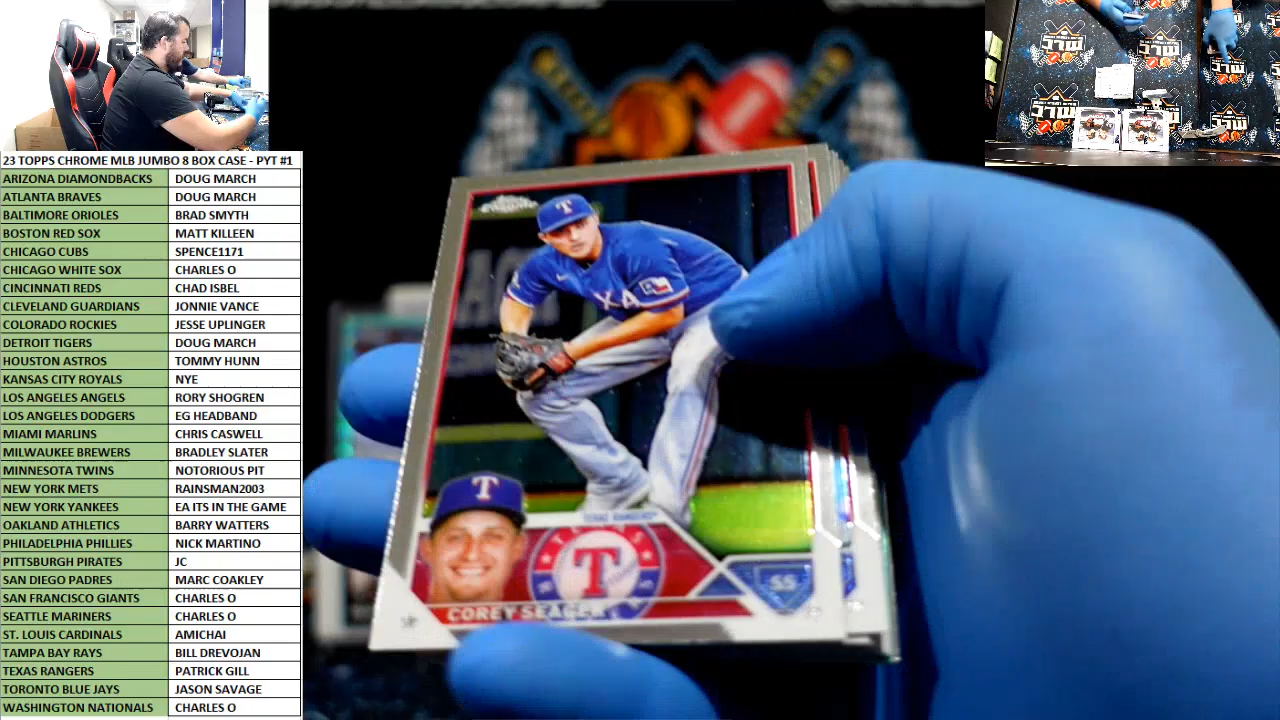 23 TOPPS CHROME MLB JUMBO 8 BOX CASE - PYT #1
ARIZONA DIAMONDBACKS DOUG MARCH
ATLANTA BRAVES DOUG MARCH
BALTIMORE ORIOLES BRAD SMYTH
BOSTON RED SOX MATT KILLEEN
CHICAGO CUBS SPENCE1171
CHICAGO WHITE SOX CHARLES O
CINCINNATI REDS CHAD ISBEL
CLEVELAND GUARDIANS JONNIE VANCE
COLORADO ROCKIES JESSE UPLINGER
DETROIT TIGERS DOUG MARCH
HOUSTON ASTROS TOMMY HUNN
KANSAS CITY ROYALS NYE
LOS ANGELES ANGELS RORY SHOGREN
LOS ANGELES DODGERS EG HEADBAND
MIAMI MARLINS CHRIS CASWELL
MILWAUKEE BREWERS BRADLEY SLATER
MINNESOTA TWINS NOTORIOUS PIT
NEW YORK METS RAINSMAN2003
NEW YORK YANKEES EA ITS IN THE GAME
OAKLAND ATHLETICS BARRY WATTERS
PHILADELPHIA PHILLIES NICK MARTINO
PITTSBURGH PIRATES JC
SAN DIEGO PADRES MARC COAKLEY
SAN FRANCISCO GIANTS CHARLES O
SEATTLE MARINERS CHARLES O
ST. LOUIS CARDINALS AMICHAI
TAMPA BAY RAYS BILL DREVOJAN
TEXAS RANGERS PATRICK GILL
TORONTO BLUE JAYS JASON SAVAGE
WASHINGTON NATIONALS CHARLES O
T
XA
T
T
SS
COREY SEAGER